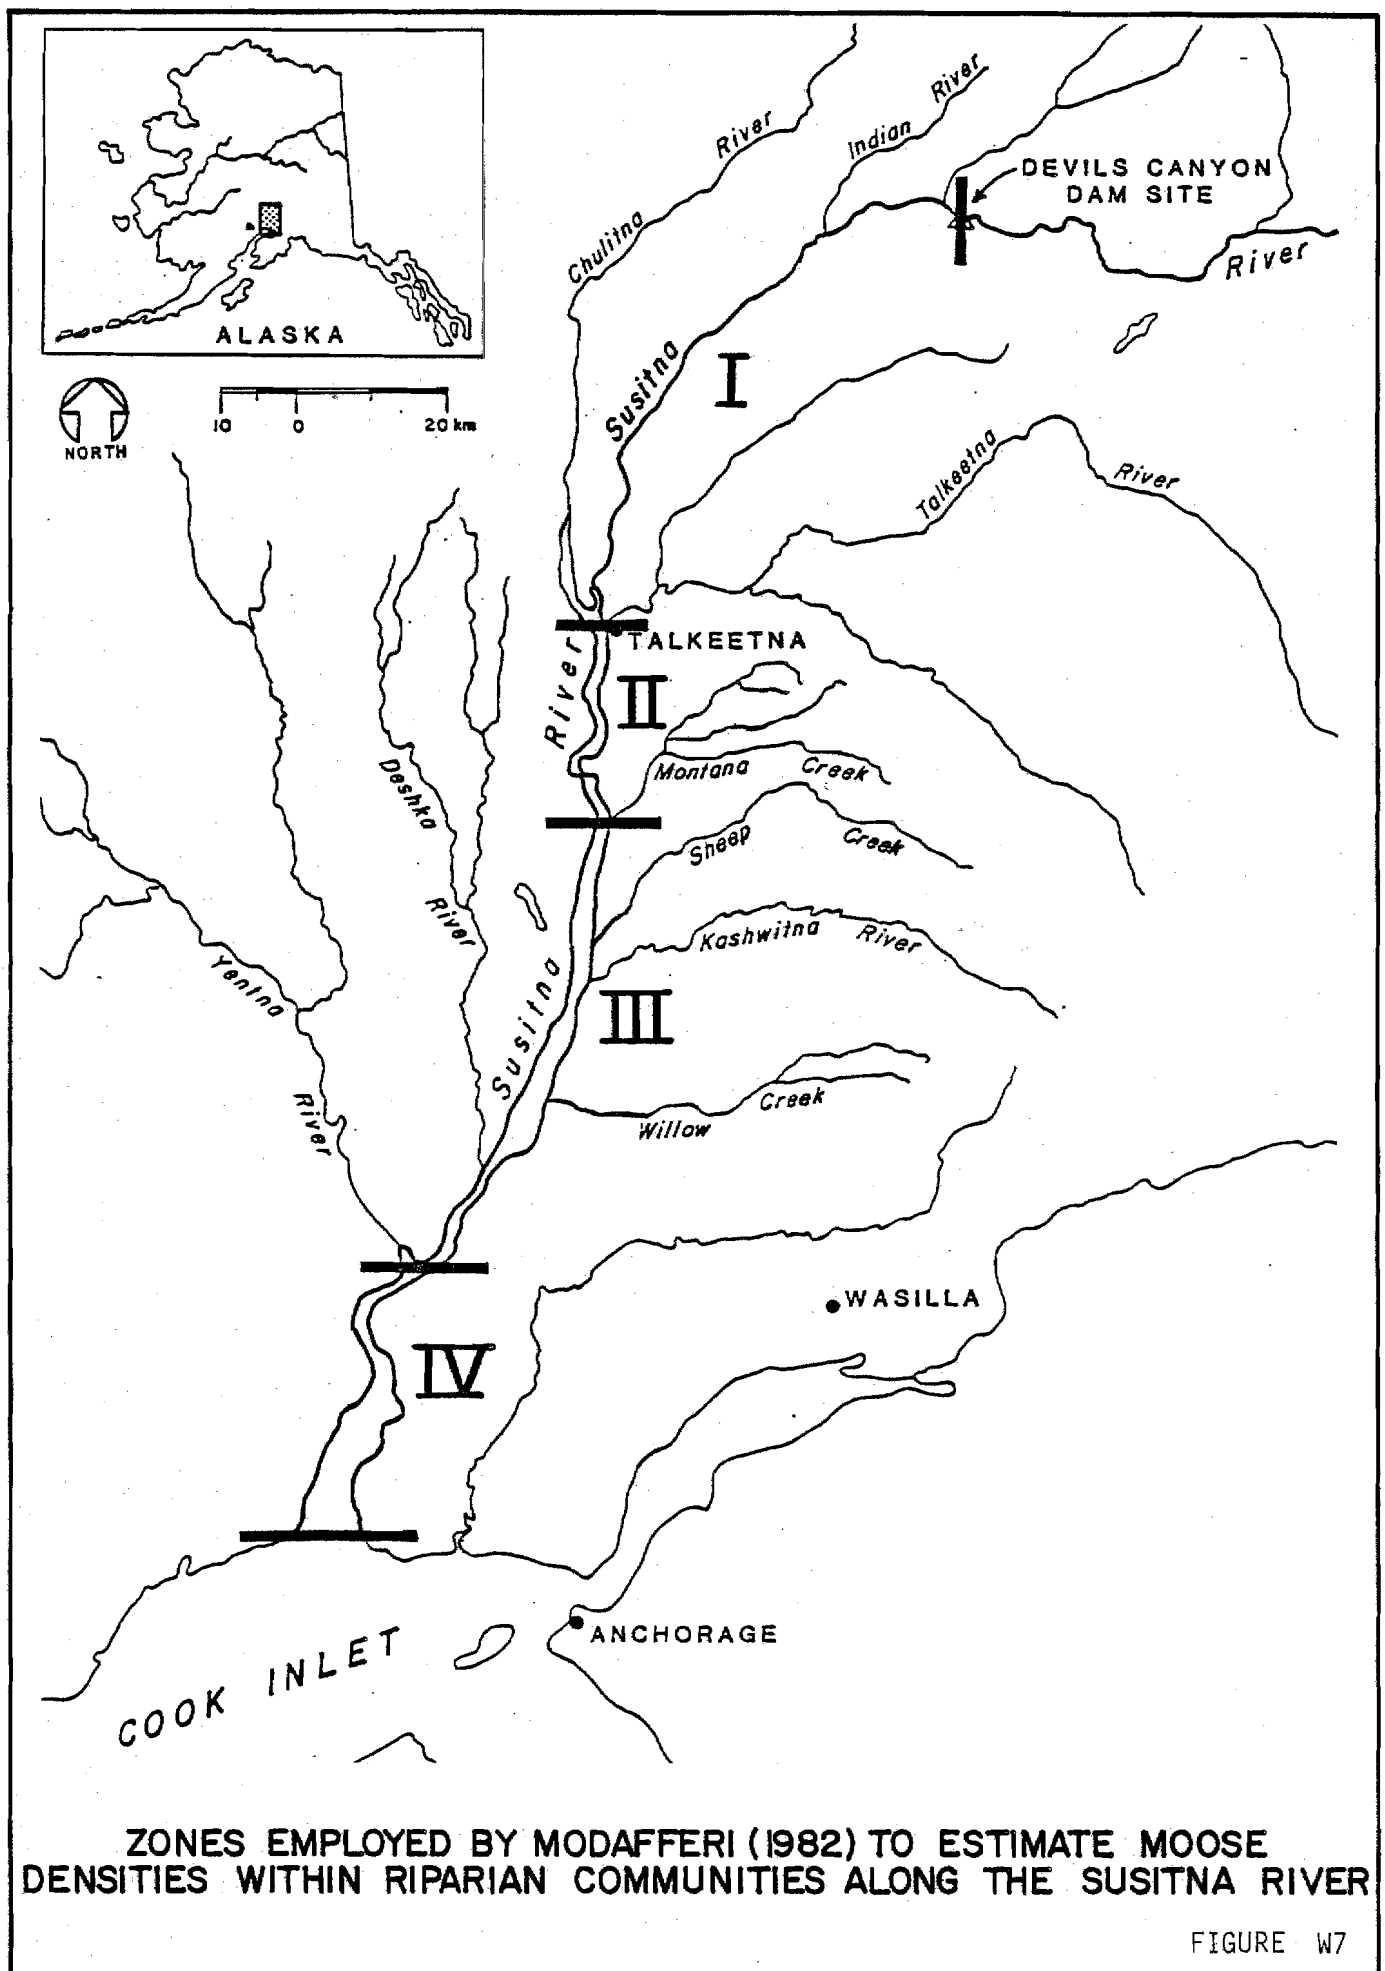 ALASKA
NORTH
10 0 20 km
Chulitna River
Indian River
DEVILS CANYON
DAM SITE
River
Susitna
I
Talkeetna River
TALKEETNA
River
II
Montana Creek
Deshka River
Sheep Creek
Kashwitna River
Yentna River
Susitna
III
Willow Creek
WASILLA
IV
ANCHORAGE
COOK INLET
ZONES EMPLOYED BY MODAFFERI (1982) TO ESTIMATE MOOSE
DENSITIES WITHIN RIPARIAN COMMUNITIES ALONG THE SUSITNA RIVER
FIGURE W7